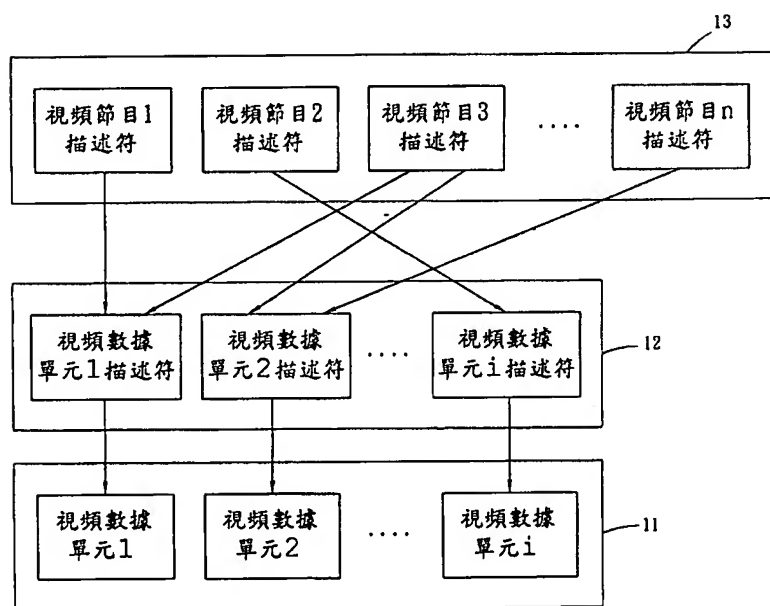 13
視頻節目1
描述符
視頻節目2
描述符
視頻節目3
描述符
....
視頻節目n
描述符
視頻數據
單元1描述符
視頻數據
單元2描述符
....
視頻數據
單元i描述符
12
視頻數據
單元1
視頻數據
單元2
....
視頻數據
單元i
11